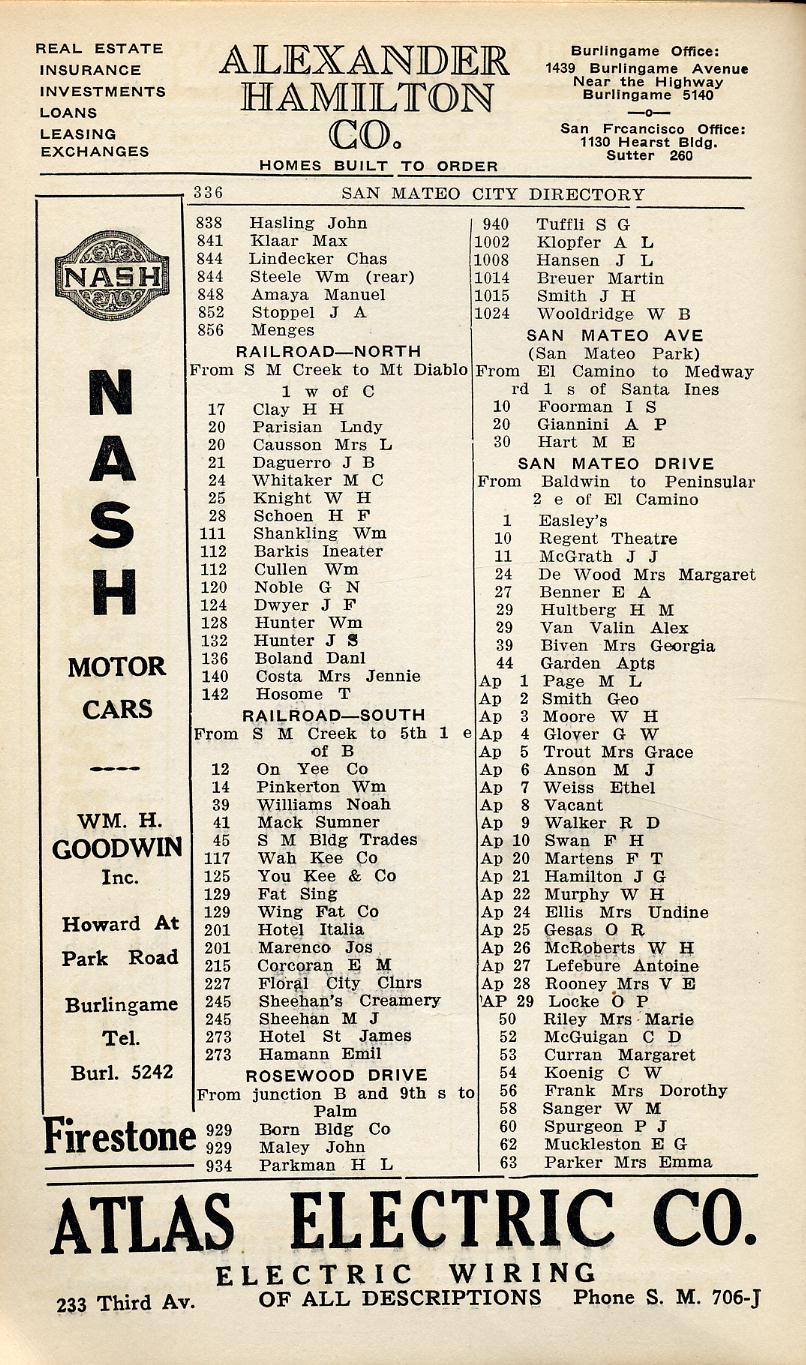 REAL ESTATE
INSURANCE
INVESTMENTS
LOANS
LEASING
EXCHANGES
ALEXANDER
HAMILTON
CO.
HOMES BUILT TO ORDER
Burlingame Office:
1439 Burlingame Avenue
Near the Highway
Burlingame 5140
—o—
San Frcancisco Office:
1130 Hearst Bldg.
Sutter 260
NASH
NASH
MOTOR
CARS
WM. H.
GOODWIN
Inc.
Howard At
Park Road
Burlingame
Tel.
Burl. 5242
Firestone
336 SAN MATEO CITY DIRECTORY
838 Hasling John
841 Klaar Max
844 Lindecker Chas
844 Steele Wm (rear)
848 Amaya Manuel
852 Stoppel J A
856 Menges
RAILROAD—NORTH
From S M Creek to Mt Diablo
1 w of C
17 Clay H H
20 Parisian Lndy
20 Causson Mrs L
21 Daguerro J B
24 Whitaker M C
25 Knight W H
28 Schoen H F
111 Shankling Wm
112 Barkis Ineater
112 Cullen Wm
120 Noble G N
124 Dwyer J F
128 Hunter Wm
132 Hunter J S
136 Boland Danl
140 Costa Mrs Jennie
142 Hosome T
RAILROAD—SOUTH
From S M Creek to 5th 1 e
of B
12 On Yee Co
14 Pinkerton Wm
39 Williams Noah
41 Mack Sumner
45 S M Bldg Trades
117 Wah Kee Co
125 You Kee & Co
129 Fat Sing
129 Wing Fat Co
201 Hotel Italia
201 Marenco Jos
215 Corcoran E M
227 Floral City Clnrs
245 Sheehan's Creamery
245 Sheehan M J
273 Hotel St James
273 Hamann Emil
ROSEWOOD DRIVE
From junction B and 9th s to
Palm
929 Born Bldg Co
929 Maley John
934 Parkman H L
940 Tuffli S G
1002 Klopfer A L
1008 Hansen J L
1014 Breuer Martin
1015 Smith J H
1024 Wooldridge W B
SAN MATEO AVE
(San Mateo Park)
From El Camino to Medway
rd 1 s of Santa Ines
10 Foorman I S
20 Giannini A P
30 Hart M E
SAN MATEO DRIVE
From Baldwin to Peninsular
2 e of El Camino
1 Easley's
10 Regent Theatre
11 McGrath J J
24 De Wood Mrs Margaret
27 Benner E A
29 Hultberg H M
29 Van Valin Alex
39 Biven Mrs Georgia
44 Garden Apts
Ap 1 Page M L
Ap 2 Smith Geo
Ap 3 Moore W H
Ap 4 Glover G W
Ap 5 Trout Mrs Grace
Ap 6 Anson M J
Ap 7 Weiss Ethel
Ap 8 Vacant
Ap 9 Walker R D
Ap 10 Swan F H
Ap 20 Martens F T
Ap 21 Hamilton J G
Ap 22 Murphy W H
Ap 24 Ellis Mrs Undine
Ap 25 Gesas O R
Ap 26 McRoberts W H
Ap 27 Lefebure Antoine
Ap 28 Rooney Mrs V E
AP 29 Locke O P
50 Riley Mrs Marie
52 McGuigan C D
53 Curran Margaret
54 Koenig C W
56 Frank Mrs Dorothy
58 Sanger W M
60 Spurgeon P J
62 Muckleston E G
63 Parker Mrs Emma
ATLAS ELECTRIC CO.
ELECTRIC WIRING
233 Third Av. OF ALL DESCRIPTIONS Phone S. M. 706-J